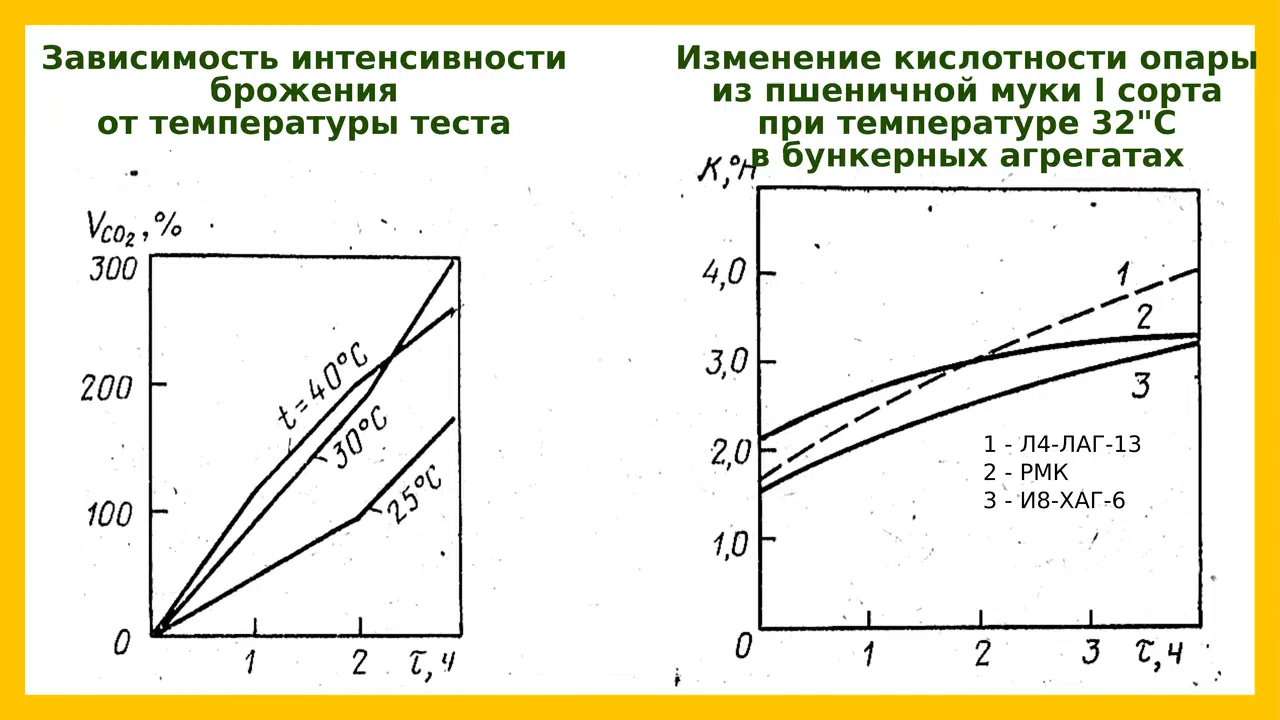 Зависимость интенсивности
брожения
от температуры теста
V_CO2, %
300
200
100
0
1
2
τ, ч
t = 40°C
30°C
25°C
Изменение кислотности опары
из пшеничной муки I сорта
при температуре 32"С
в бункерных агрегатах
К, °Н
4,0
3,0
2,0
1,0
0
1
2
3
τ, ч
1
2
3
1 - Л4-ЛАГ-13
2 - РМК
3 - И8-ХАГ-6